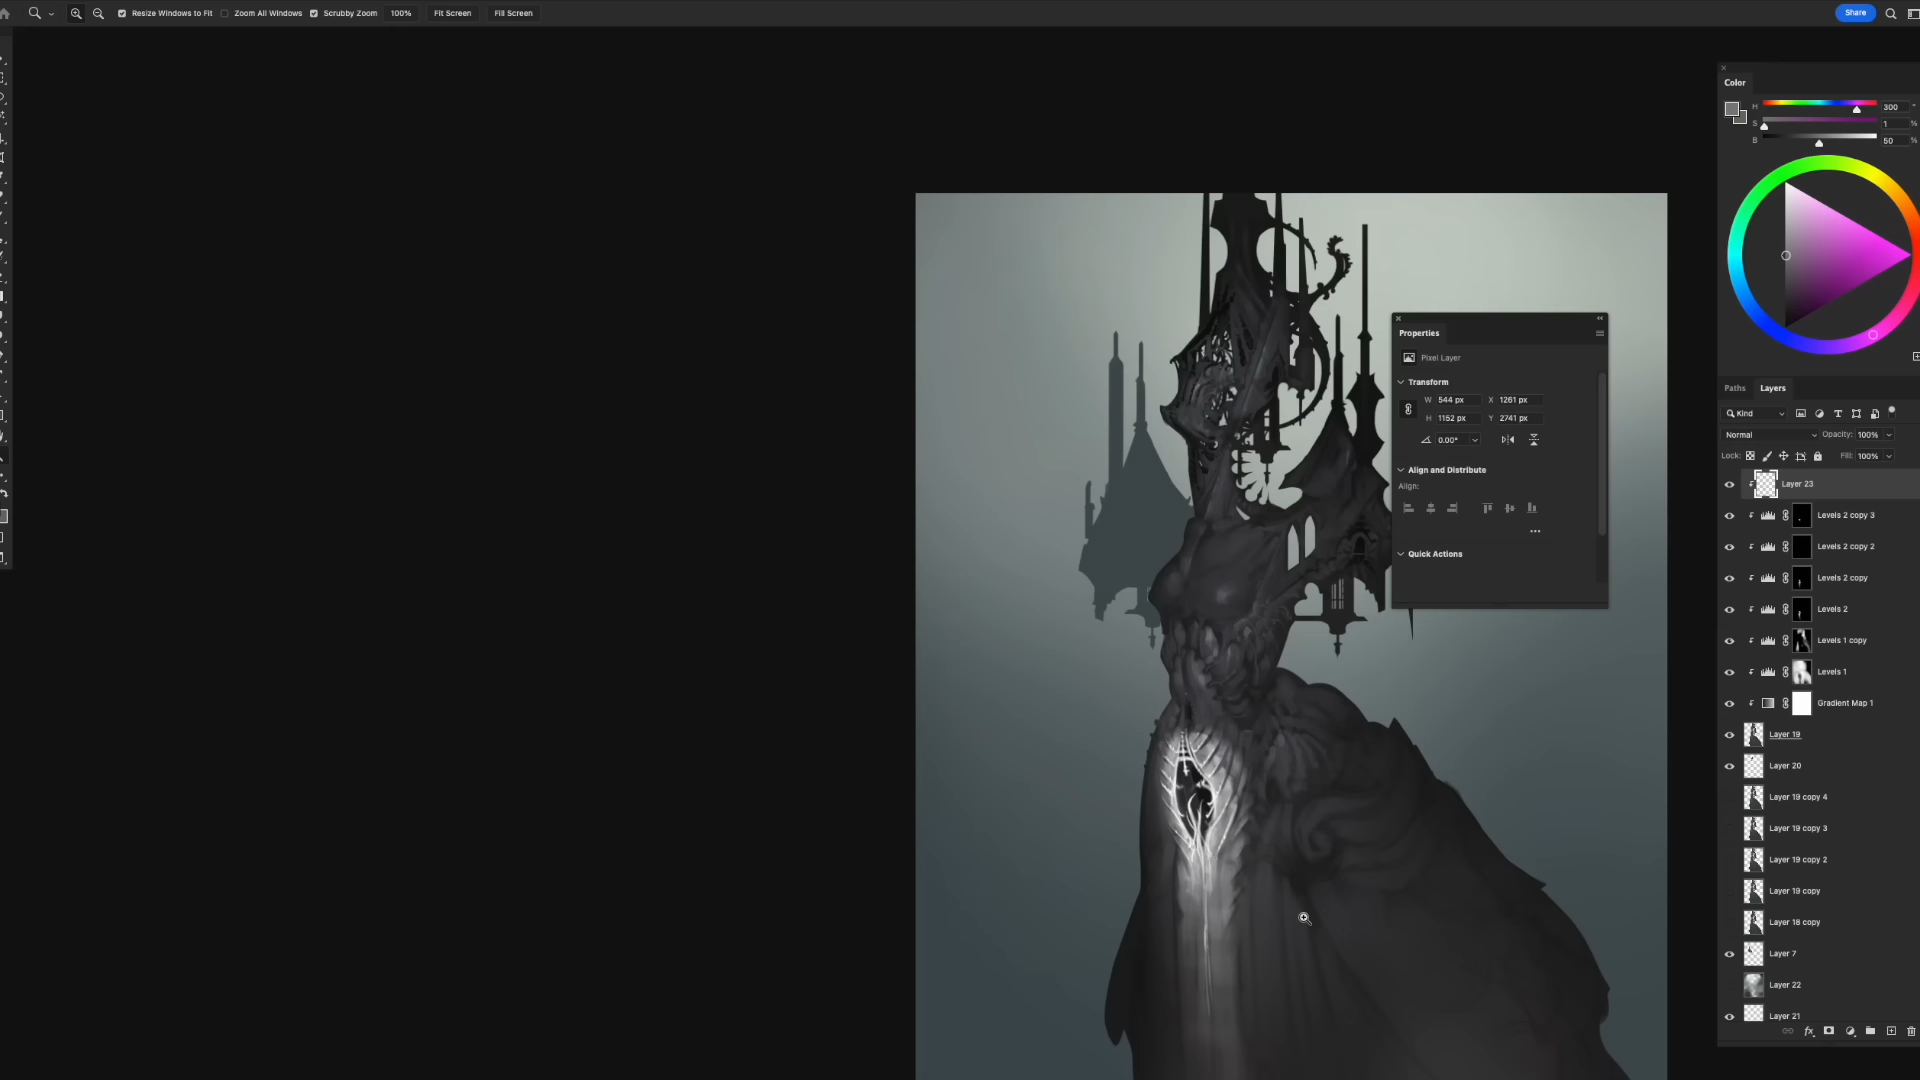 Resize Windows to Fit Zoom All Windows Scrubby Zoom 100% Fit Screen Fill Screen
Share
Color
H 300 °
S 1 %
B 50 %
Properties
Pixel Layer
Transform
W 544 px X 1261 px
H 1152 px Y 2741 px
0.00°
Align and Distribute
Align:
Quick Actions
Paths Layers
Kind
Normal Opacity: 100%
Lock: Fill: 100%
Layer 23
Levels 2 copy 3
Levels 2 copy 2
Levels 2 copy
Levels 2
Levels 1 copy
Levels 1
Gradient Map 1
Layer 19
Layer 20
Layer 19 copy 4
Layer 19 copy 3
Layer 19 copy 2
Layer 19 copy
Layer 18 copy
Layer 7
Layer 22
Layer 21
fx